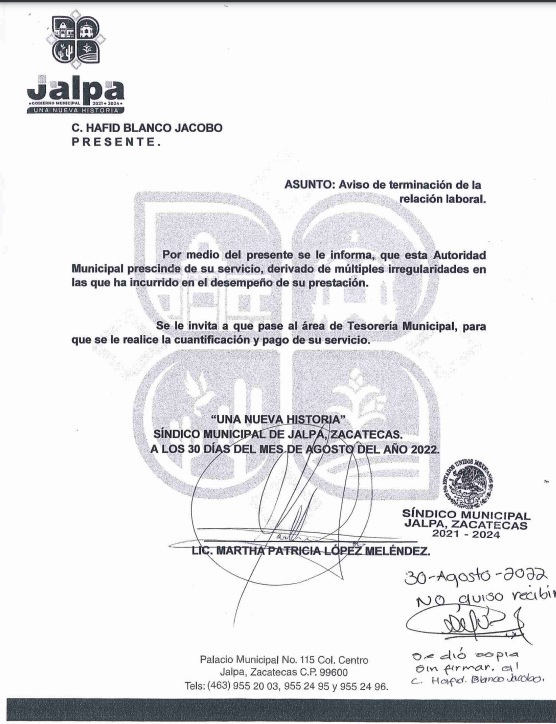 Jalpa
GOBIERNO MUNICIPAL 2021 • 2024
UNA NUEVA HISTORIA
C. HAFID BLANCO JACOBO
P R E S E N T E .
ASUNTO: Aviso de terminación de la
relación laboral.
Por medio del presente se le informa, que esta Autoridad
Municipal prescinde de su servicio, derivado de múltiples irregularidades en
las que ha incurrido en el desempeño de su prestación.
Se le invita a que pase al área de Tesorería Municipal, para
que se le realice la cuantificación y pago de su servicio.
“UNA NUEVA HISTORIA”
SÍNDICO MUNICIPAL DE JALPA, ZACATECAS.
A LOS 30 DÍAS DEL MES DE AGOSTO DEL AÑO 2022.
ESTADOS UNIDOS MEXICANOS
SÍNDICO MUNICIPAL
JALPA, ZACATECAS
2021 - 2024
LIC. MARTHA PATRICIA LÓPEZ MELÉNDEZ.
30-Agosto-2022
NO quiso recibir
Se dió copia
sin firmar. al
C. Hafid. Blanco Jacobo.
Palacio Municipal No. 115 Col. Centro
Jalpa, Zacatecas C.P. 99600
Tels: (463) 955 20 03, 955 24 95 y 955 24 96.